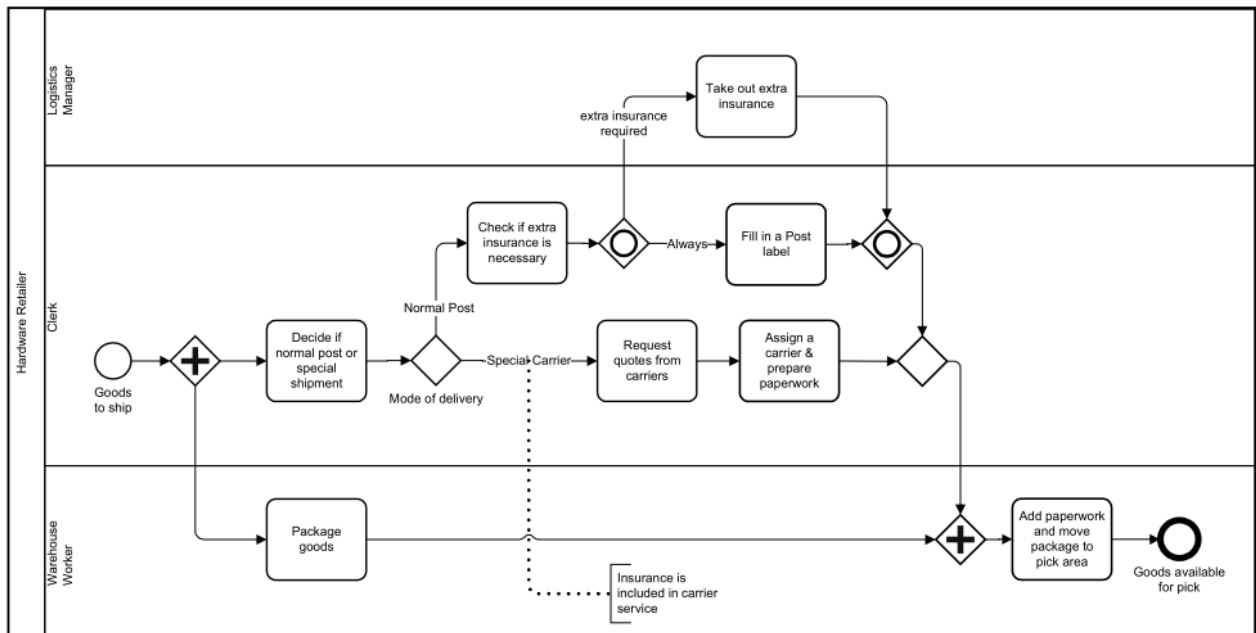 Hardware Retailer
Logistics
Manager
Take out extra
insurance
extra insurance
required
Clerk
Check if extra
insurance is
necessary
Always
Fill in a Post
label
Normal Post
Goods
to ship
Decide if
normal post or
special
shipment
Mode of delivery
Special Carrier
Request
quotes from
carriers
Assign a
carrier &
prepare
paperwork
Warehouse
Worker
Package
goods
Insurance is
included in carrier
service
Add paperwork
and move
package to
pick area
Goods available
for pick